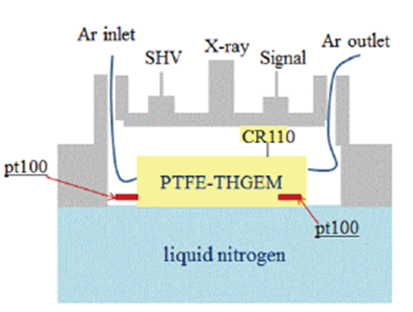 Ar inlet
SHV
X-ray
Signal
Ar outlet
CR110
pt100
PTFE-THGEM
pt100
liquid nitrogen